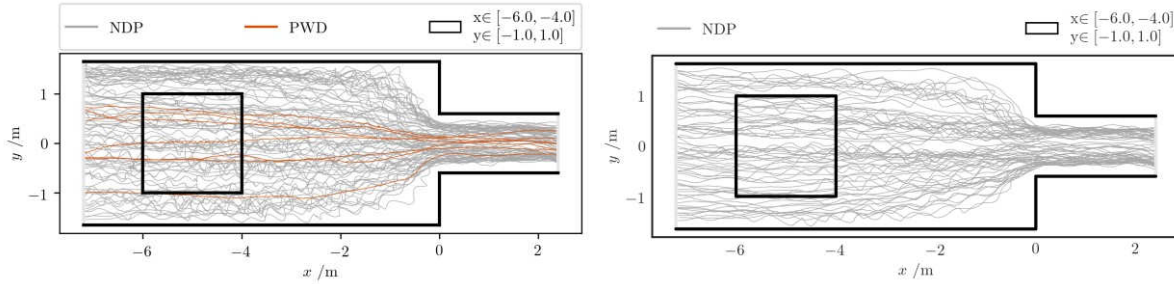 NDP
PWD
x∈ [−6.0, −4.0]
y∈ [−1.0, 1.0]
y /m
1
0
−1
−6
−4
−2
0
2
x /m
NDP
x∈ [−6.0, −4.0]
y∈ [−1.0, 1.0]
y /m
1
0
−1
−6
−4
−2
0
2
x /m